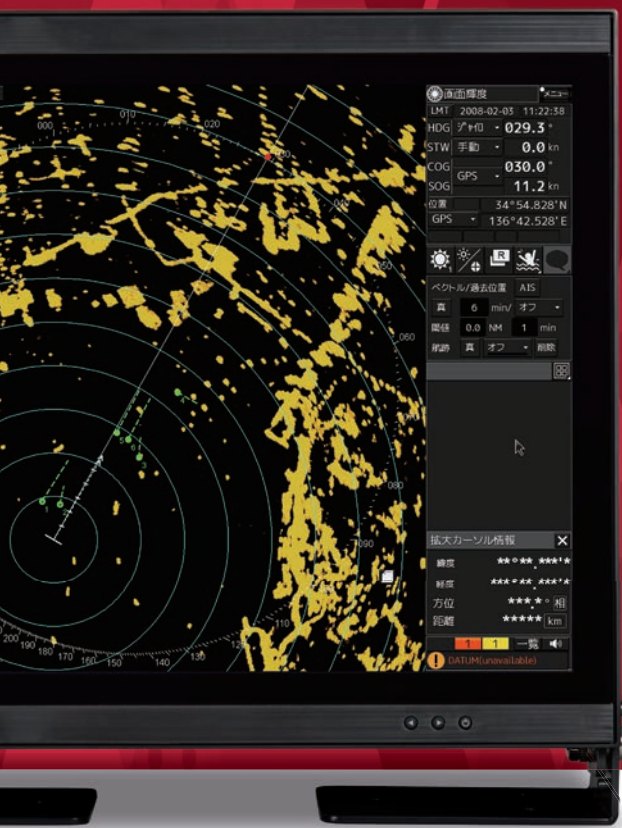 画面輝度 メニュー
LMT 2008-02-03 11:22:38
HDG ジャイロ 029.3°
STW 手動 0.0 kn
COG GPS 030.0°
SOG 11.2 kn
位置 34°54.828'N
GPS 136°42.528'E
R
ベクトル/過去位置 AIS
真 6 min/ オフ
閾値 0.0 NM 1 min
航跡 真 オフ 削除
拡大カーソル情報 X
緯度 **°**.***'*
経度 ***°**.***'*
方位 ***.*° 相
距離 ***** km
1 1 一覧
DATUM(unavailable)
000
010
020
030
040
050
060
080
090
110
130
140
150
160
170
180
190
200